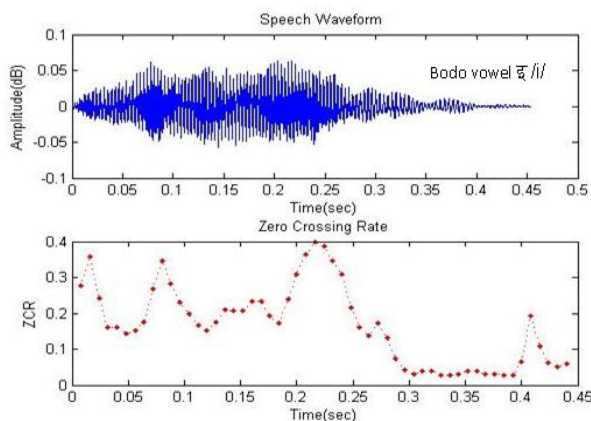 Speech Waveform
0.1
0.05
0
-0.05
-0.1
Amplitude(dB)
Bodo vowel इ /i/
0 0.05 0.1 0.15 0.2 0.25 0.3 0.35 0.4 0.45 0.5
Time(sec)
Zero Crossing Rate
0.4
0.3
0.2
0.1
0
ZCR
0 0.05 0.1 0.15 0.2 0.25 0.3 0.35 0.4 0.45
Time(sec)